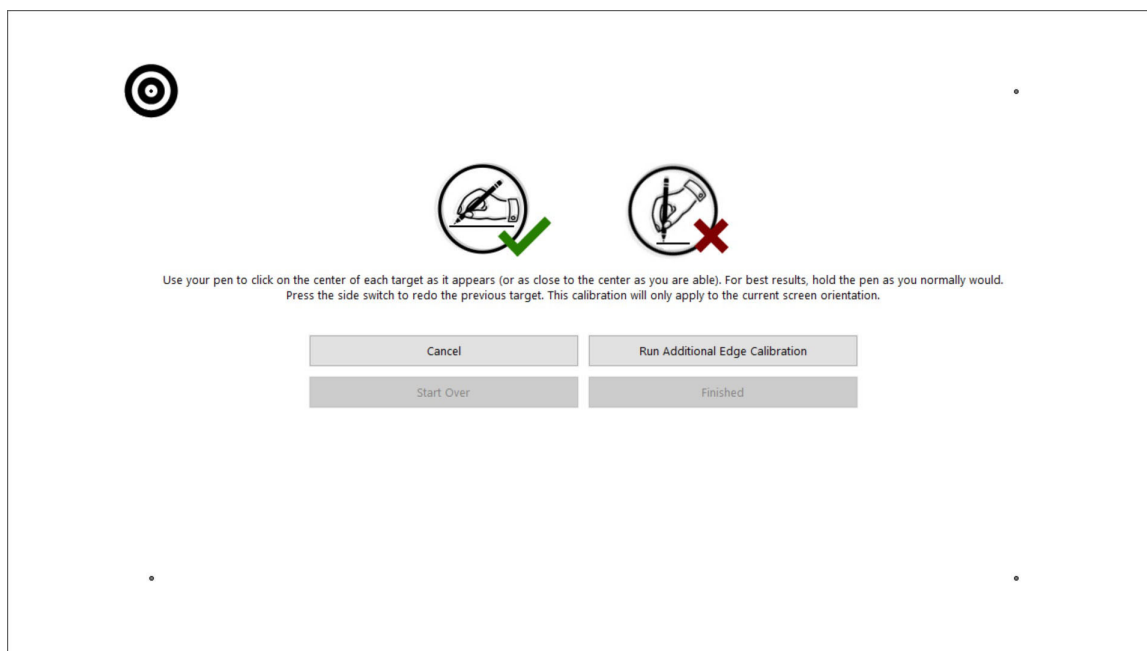 Use your pen to click on the center of each target as it appears (or as close to the center as you are able). For best results, hold the pen as you normally would.
Press the side switch to redo the previous target. This calibration will only apply to the current screen orientation.
Cancel
Run Additional Edge Calibration
Start Over
Finished